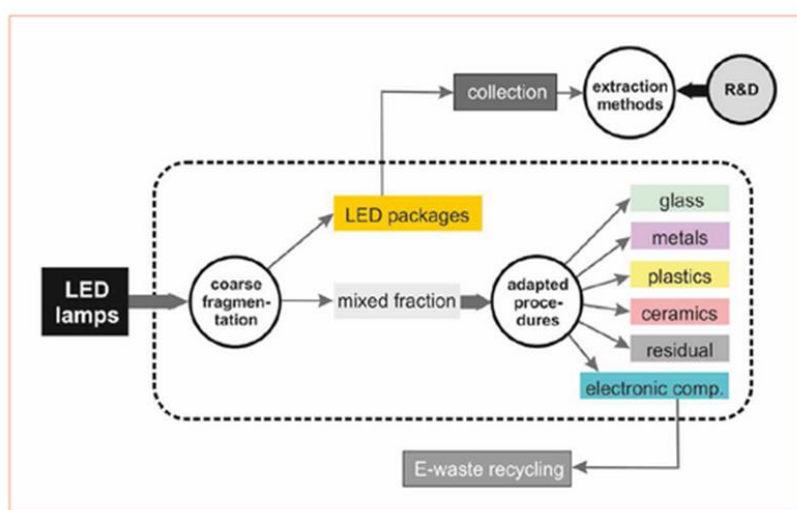 collection
extraction
methods
R&D
LED packages
glass
metals
plastics
ceramics
residual
electronic comp.
LED
lamps
coarse
fragmen-
tation
mixed fraction
adapted
proce-
dures
E-waste recycling